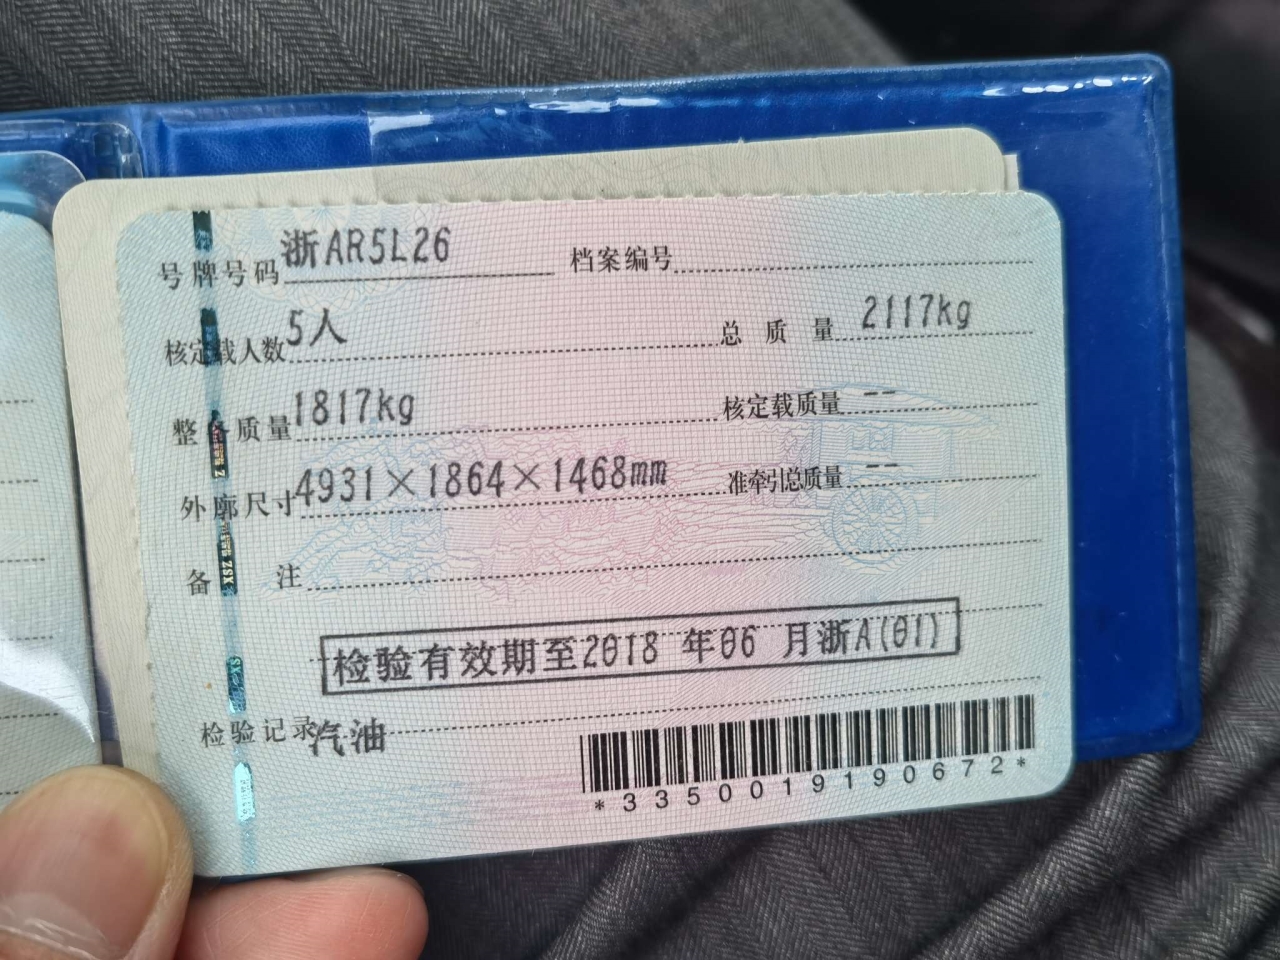 号牌号码 浙AR5L26 档案编号
核定载人数 5人 总质量 2117kg
整备质量 1817kg 核定载质量 --
外廓尺寸 4931×1864×1468mm 准牵引总质量 --
备注
检验有效期至2018 年06 月浙A(01)
检验记录 汽油
*3350019190672*